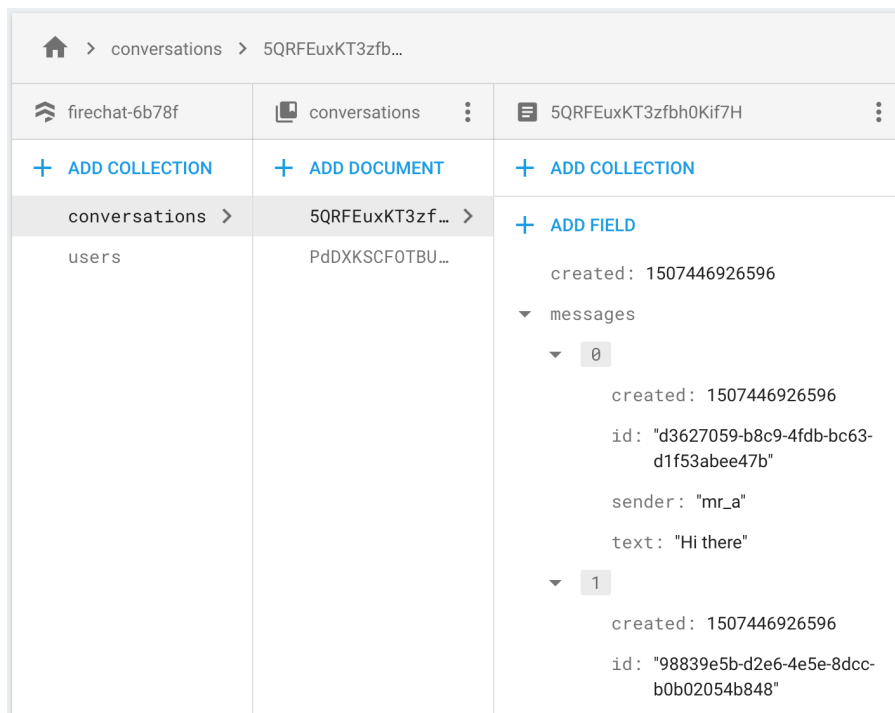 conversations > 5QRFEuxKT3zfb…
firechat-6b78f
ADD COLLECTION
conversations
users
conversations
ADD DOCUMENT
5QRFEuxKT3zf…
PdDXKSCFOTBU…
5QRFEuxKT3zfbh0Kif7H
ADD COLLECTION
ADD FIELD
created: 1507446926596
messages
0
created: 1507446926596
id: "d3627059-b8c9-4fdb-bc63-
d1f53abee47b"
sender: "mr_a"
text: "Hi there"
1
created: 1507446926596
id: "98839e5b-d2e6-4e5e-8dcc-
b0b02054b848"